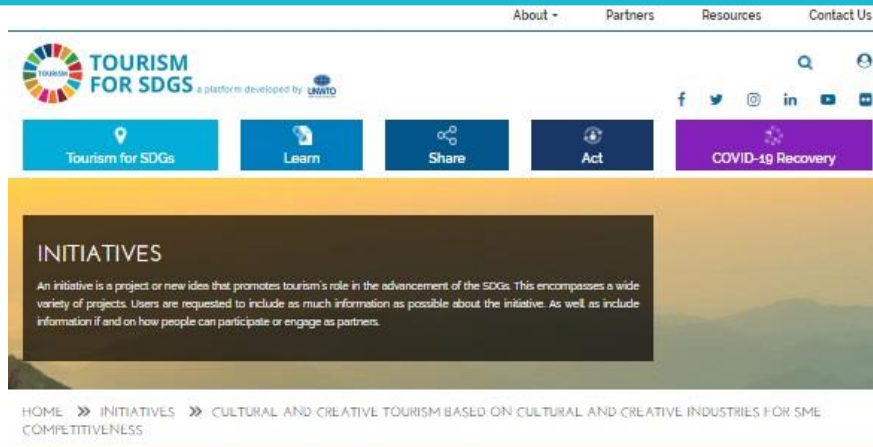 About
Partners
Resources
Contact Us
TOURISM
TOURISM
FOR SDGS a platform developed by UNWTO
Tourism for SDGs
Learn
Share
Act
COVID-19 Recovery
INITIATIVES
An initiative is a project or new idea that promotes tourism's role in the advancement of the SDGs. This encompasses a wide
variety of projects. Users are requested to include as much information as possible about the initiative. As well as include
information if and on how people can participate or engage as partners.
HOME » INITIATIVES » CULTURAL AND CREATIVE TOURISM BASED ON CULTURAL AND CREATIVE INDUSTRIES FOR SME
COMPETITIVENESS